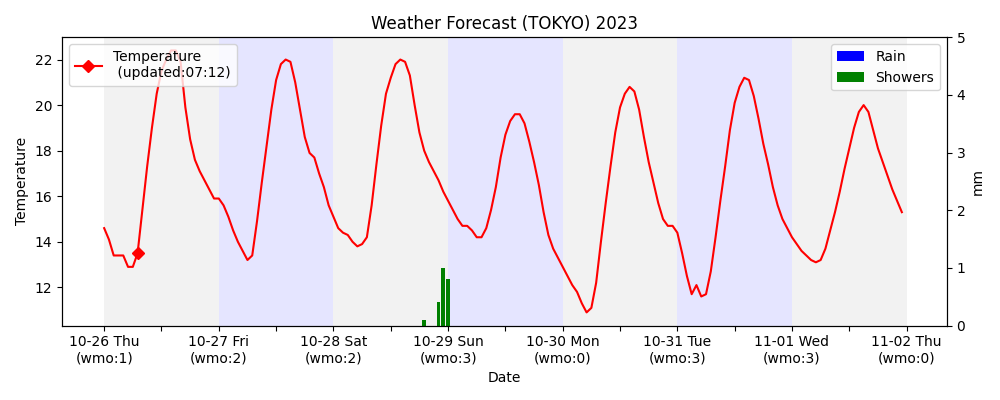 Weather Forecast (TOKYO) 2023
Temperature
(updated:07:12)
Rain
Showers
22
20
18
16
14
12
Temperature
5
4
3
2
1
0
mm
10-26 Thu
(wmo:1)
10-27 Fri
(wmo:2)
10-28 Sat
(wmo:2)
10-29 Sun
(wmo:3)
10-30 Mon
(wmo:0)
10-31 Tue
(wmo:3)
11-01 Wed
(wmo:3)
11-02 Thu
(wmo:0)
Date